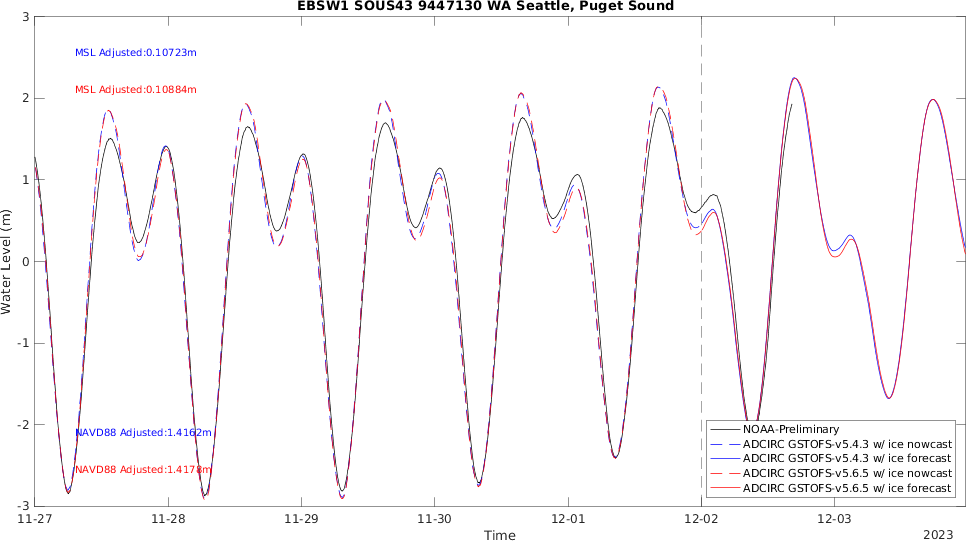 EBSW1 SOUS43 9447130 WA Seattle, Puget Sound
3
MSL Adjusted:0.10723m
MSL Adjusted:0.10884m
2
1
0
-1
-2
-3
Water Level (m)
NAVD88 Adjusted:1.4162m
NAVD88 Adjusted:1.4178m
NOAA-Preliminary
ADCIRC GSTOFS-v5.4.3 w/ ice nowcast
ADCIRC GSTOFS-v5.4.3 w/ ice forecast
ADCIRC GSTOFS-v5.6.5 w/ ice nowcast
ADCIRC GSTOFS-v5.6.5 w/ ice forecast
11-27 11-28 11-29 11-30 12-01 12-02 12-03
Time
2023